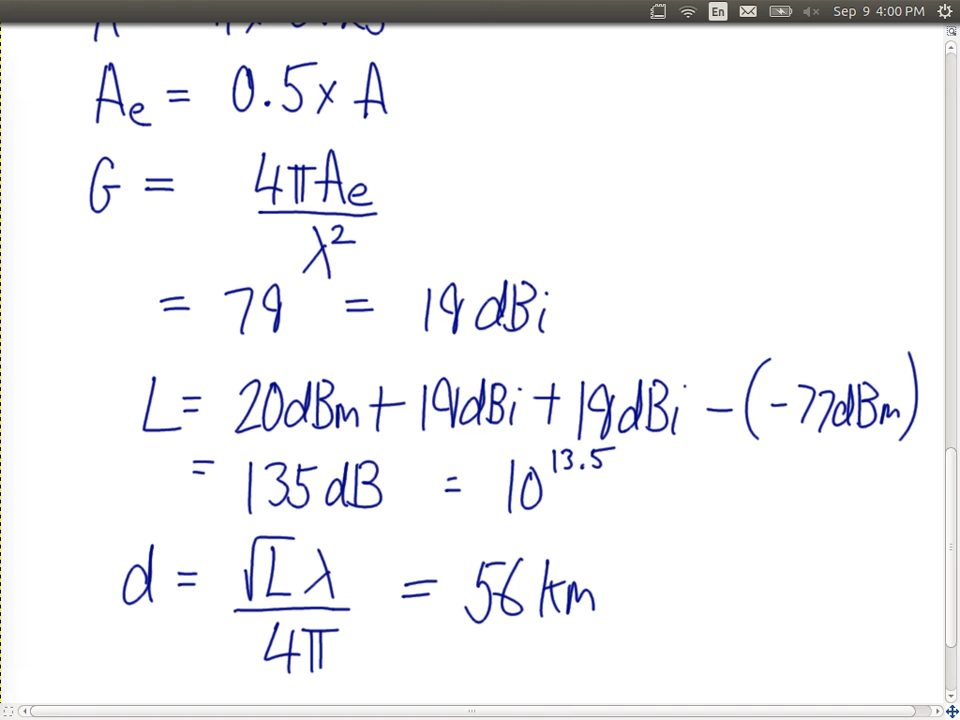 Sep 9 4:00 PM
En
Ae = 0.5 x A
G = 4πAe / λ²
= 79 = 19 dBi
L = 20dBm + 19dBi + 19dBi - (-77dBm)
= 135 dB = 10^13.5
d = √L λ / 4π = 56 km